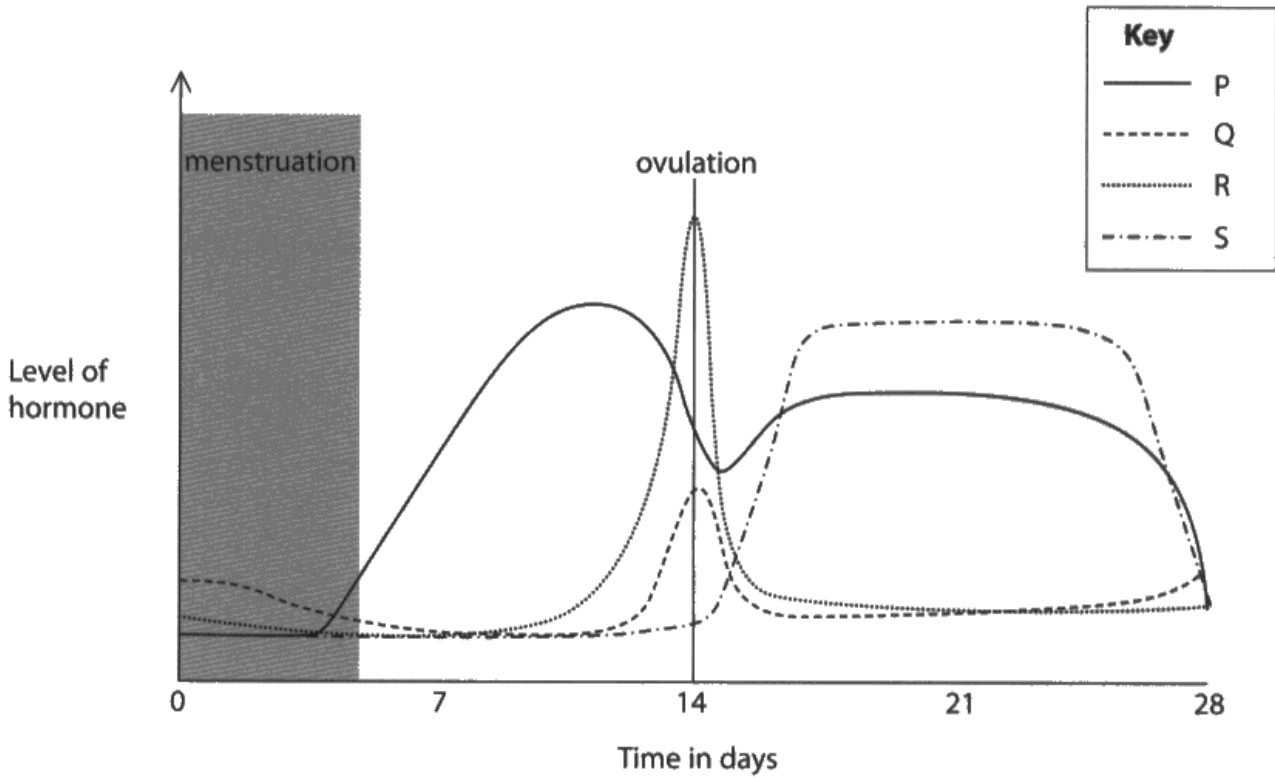 Key
P
Q
R
S
menstruation
ovulation
Level of
hormone
0 7 14 21 28
Time in days